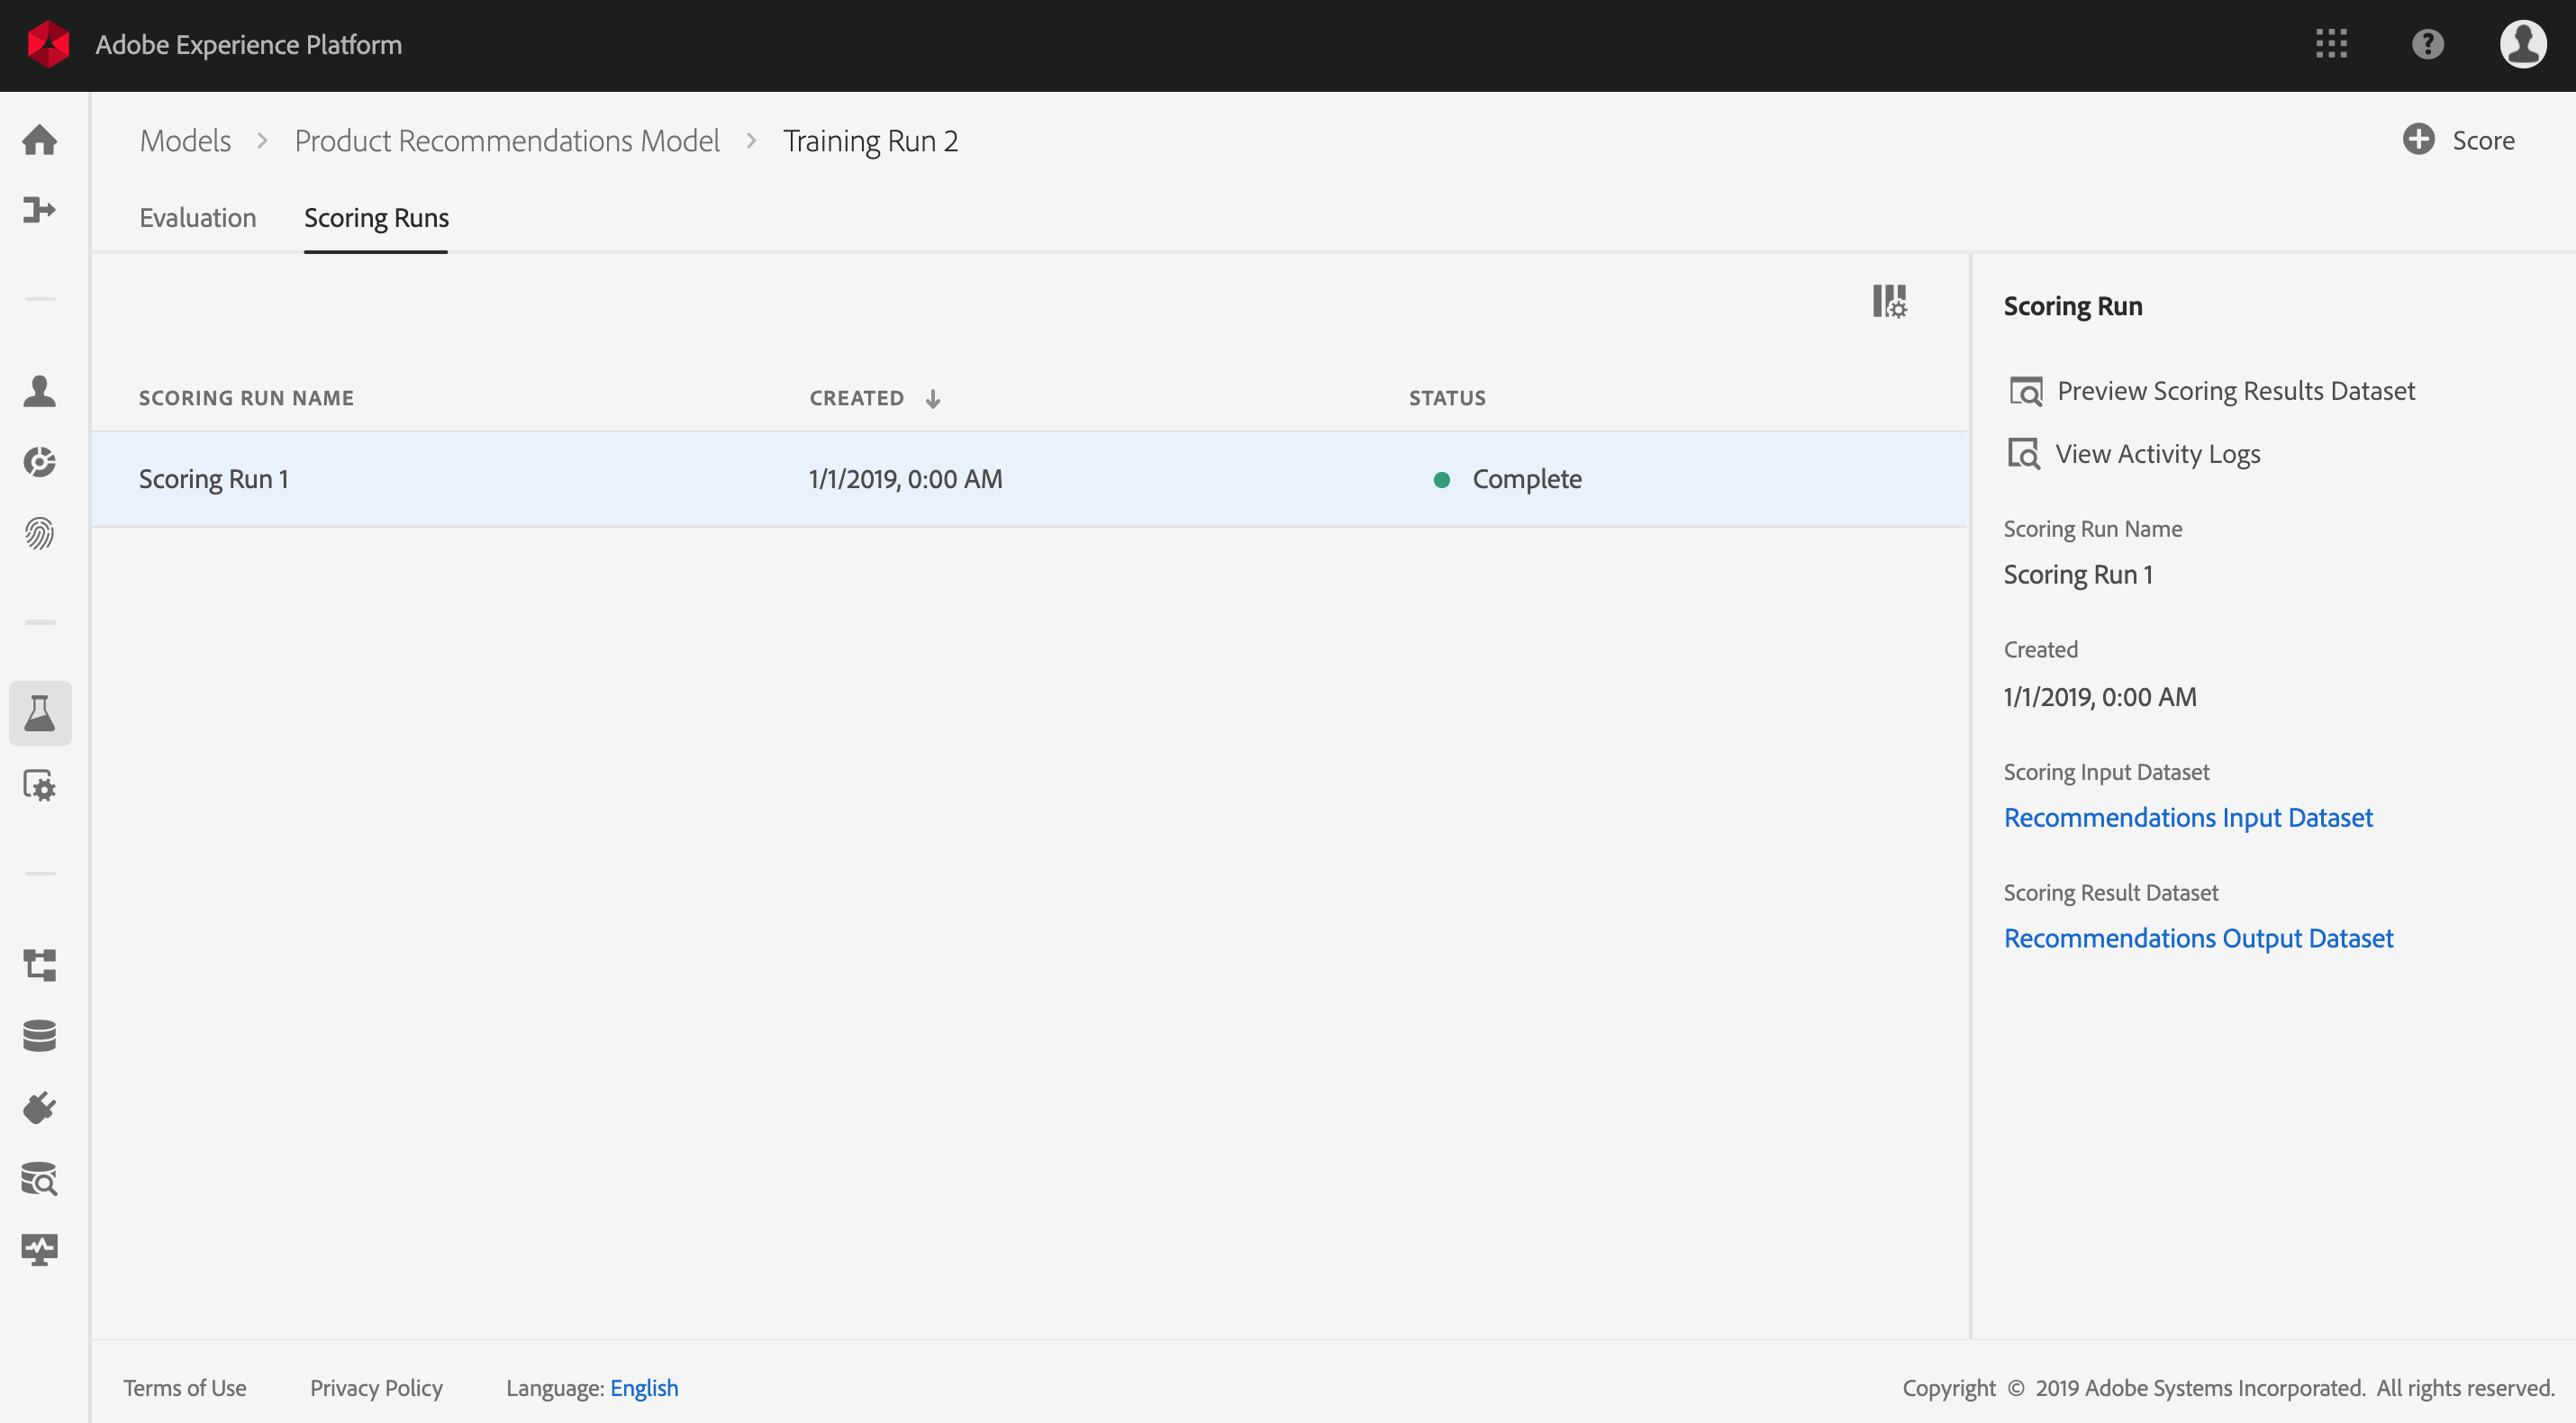 Adobe Experience Platform
Models > Product Recommendations Model > Training Run 2
Score
Evaluation
Scoring Runs
SCORING RUN NAME
CREATED
STATUS
Scoring Run 1
1/1/2019, 0:00 AM
Complete
Scoring Run
Preview Scoring Results Dataset
View Activity Logs
Scoring Run Name
Scoring Run 1
Created
1/1/2019, 0:00 AM
Scoring Input Dataset
Recommendations Input Dataset
Scoring Result Dataset
Recommendations Output Dataset
Terms of Use
Privacy Policy
Language: English
Copyright © 2019 Adobe Systems Incorporated. All rights reserved.